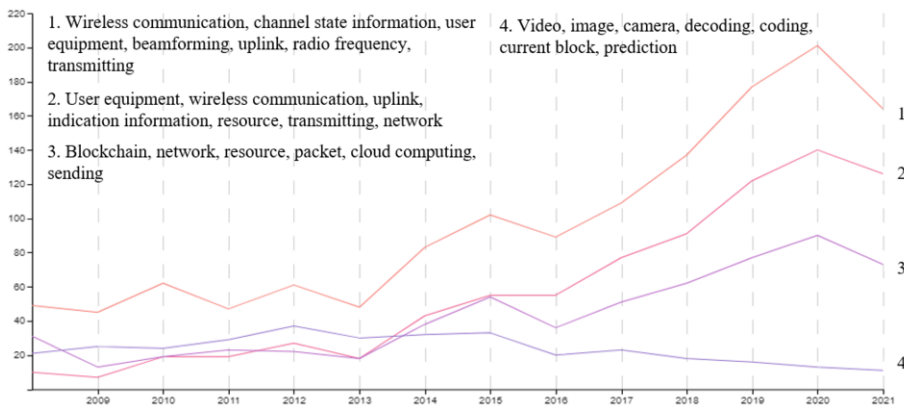 220
200
180
160
140
120
100
80
60
40
20
1. Wireless communication, channel state information, user
equipment, beamforming, uplink, radio frequency,
transmitting
2. User equipment, wireless communication, uplink,
indication information, resource, transmitting, network
3. Blockchain, network, resource, packet, cloud computing,
sending
4. Video, image, camera, decoding, coding,
current block, prediction
1
2
3
4
2009 2010 2011 2012 2013 2014 2015 2016 2017 2018 2019 2020 2021